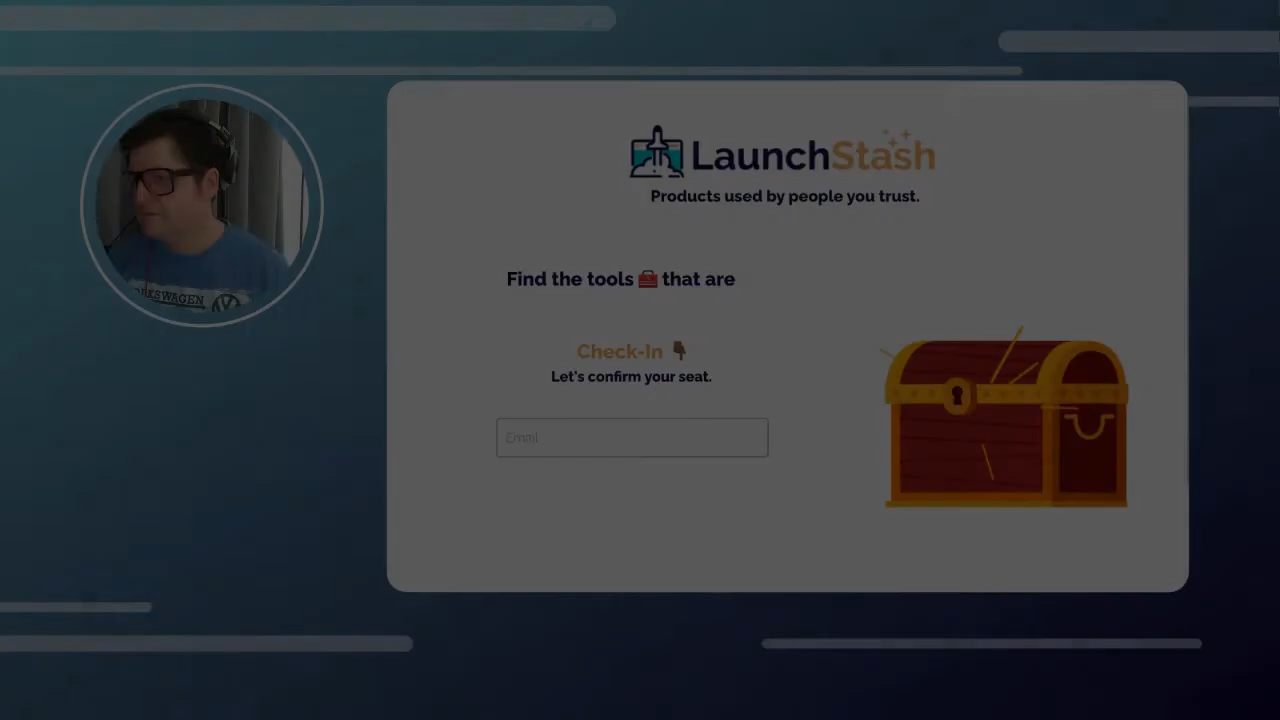 LaunchStash
Products used by people you trust.
Find the tools 🧰 that are
Check-In 👇🏾
Let's confirm your seat.
Email
RKSWAGEN